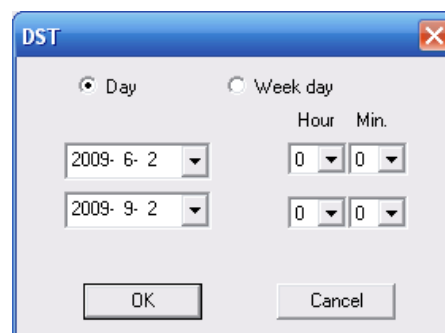 DST
Day Week day
Hour Min.
2009- 6- 2 0 0
2009- 9- 2 0 0
OK Cancel